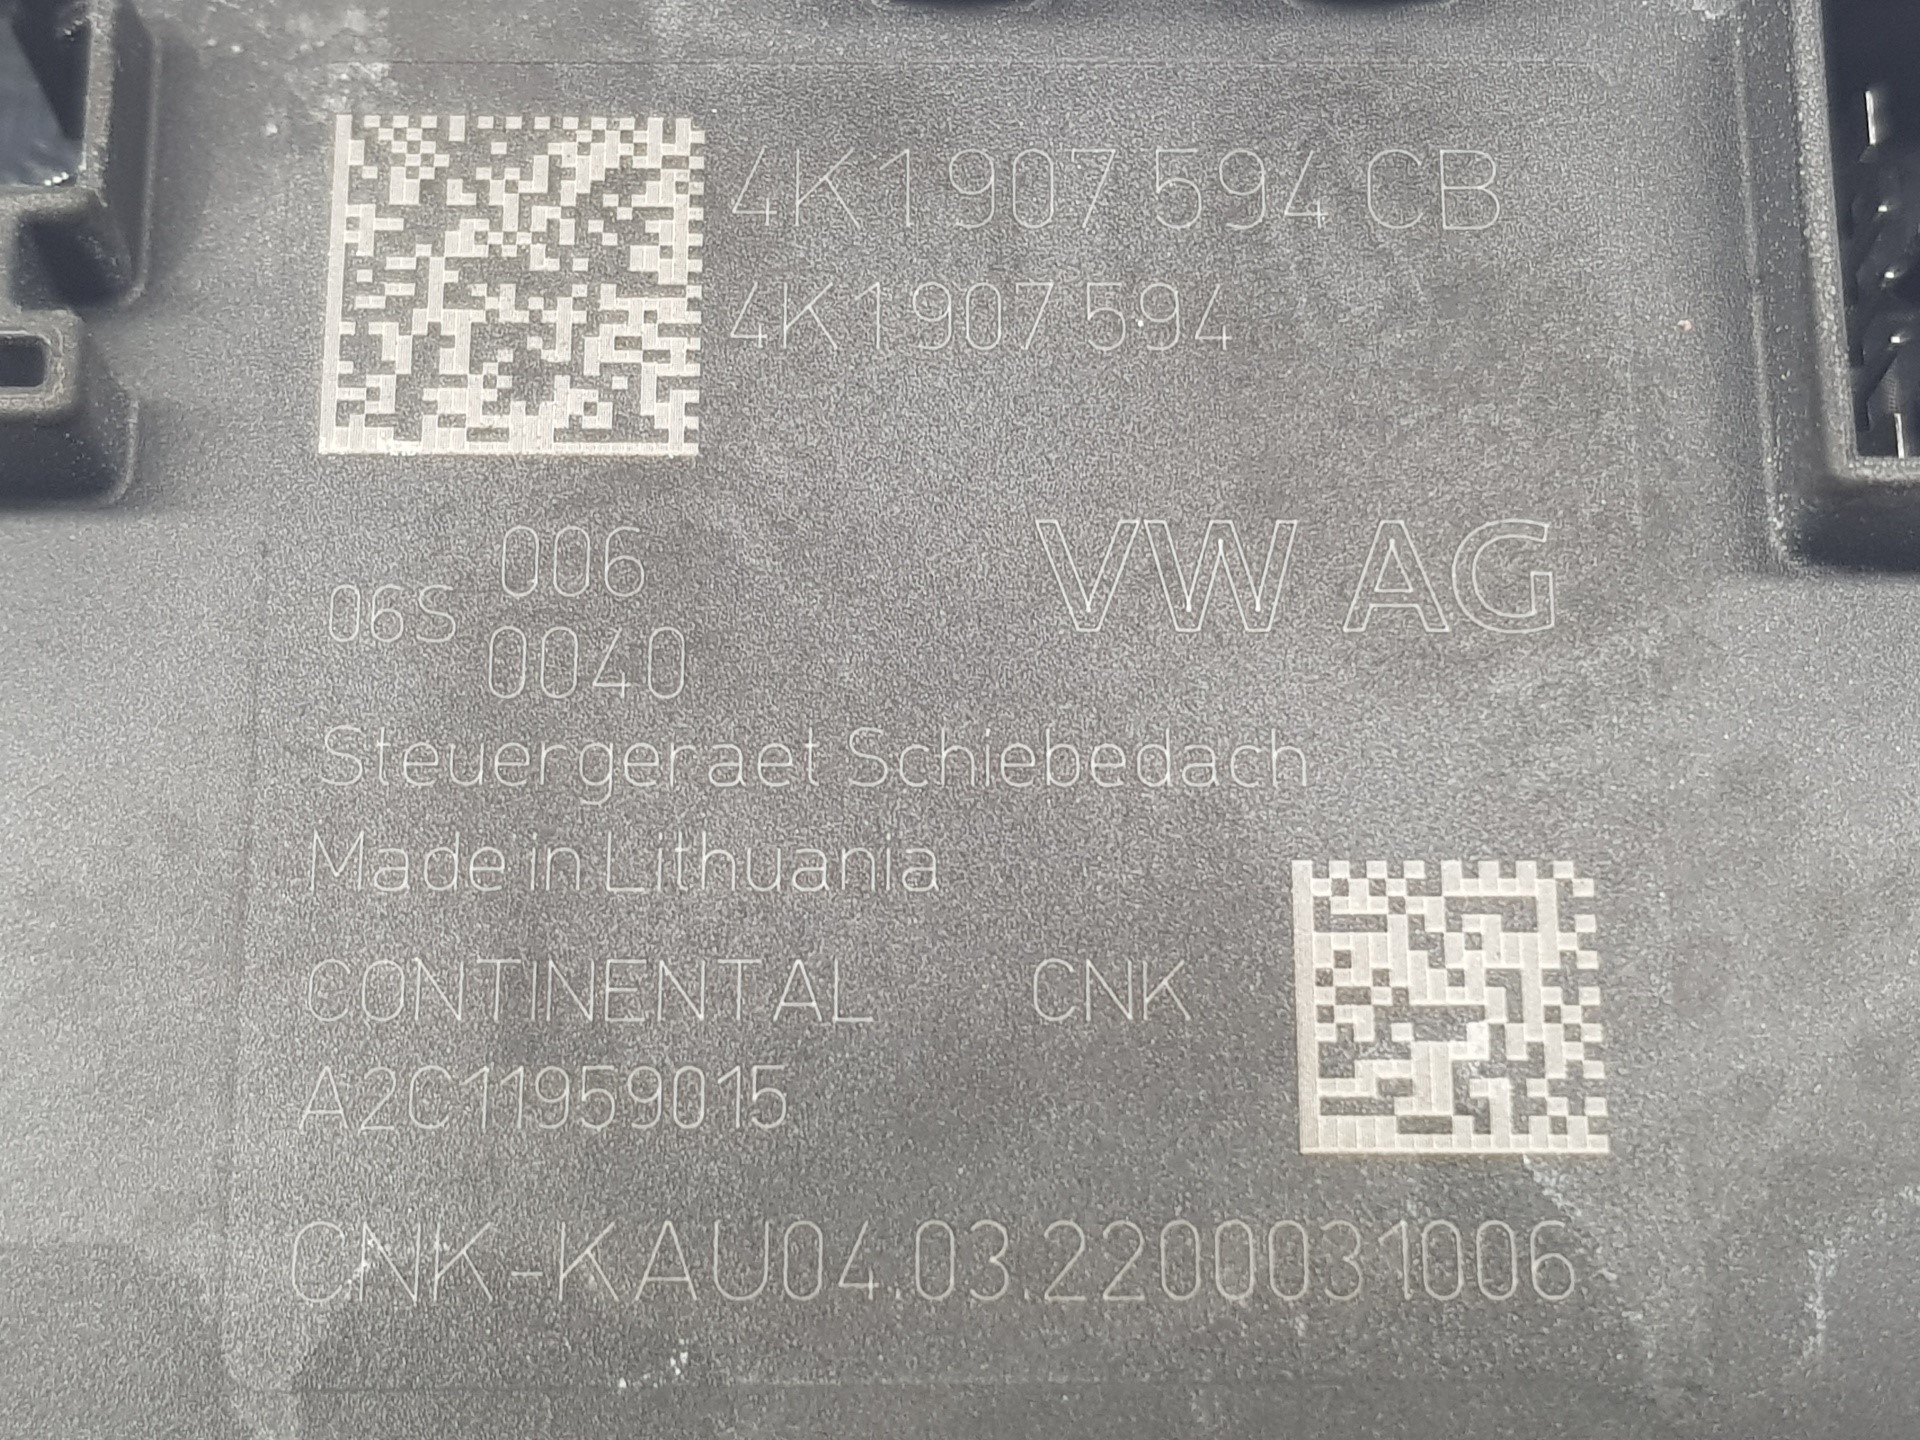 4K1 907 594 CB
4K1 907 594
006
06S
0040
VW AG
Steuergeraet Schiebedach
Made in Lithuania
CONTINENTAL CNK
A2C11959015
CNK-KAU04.03.2200031006